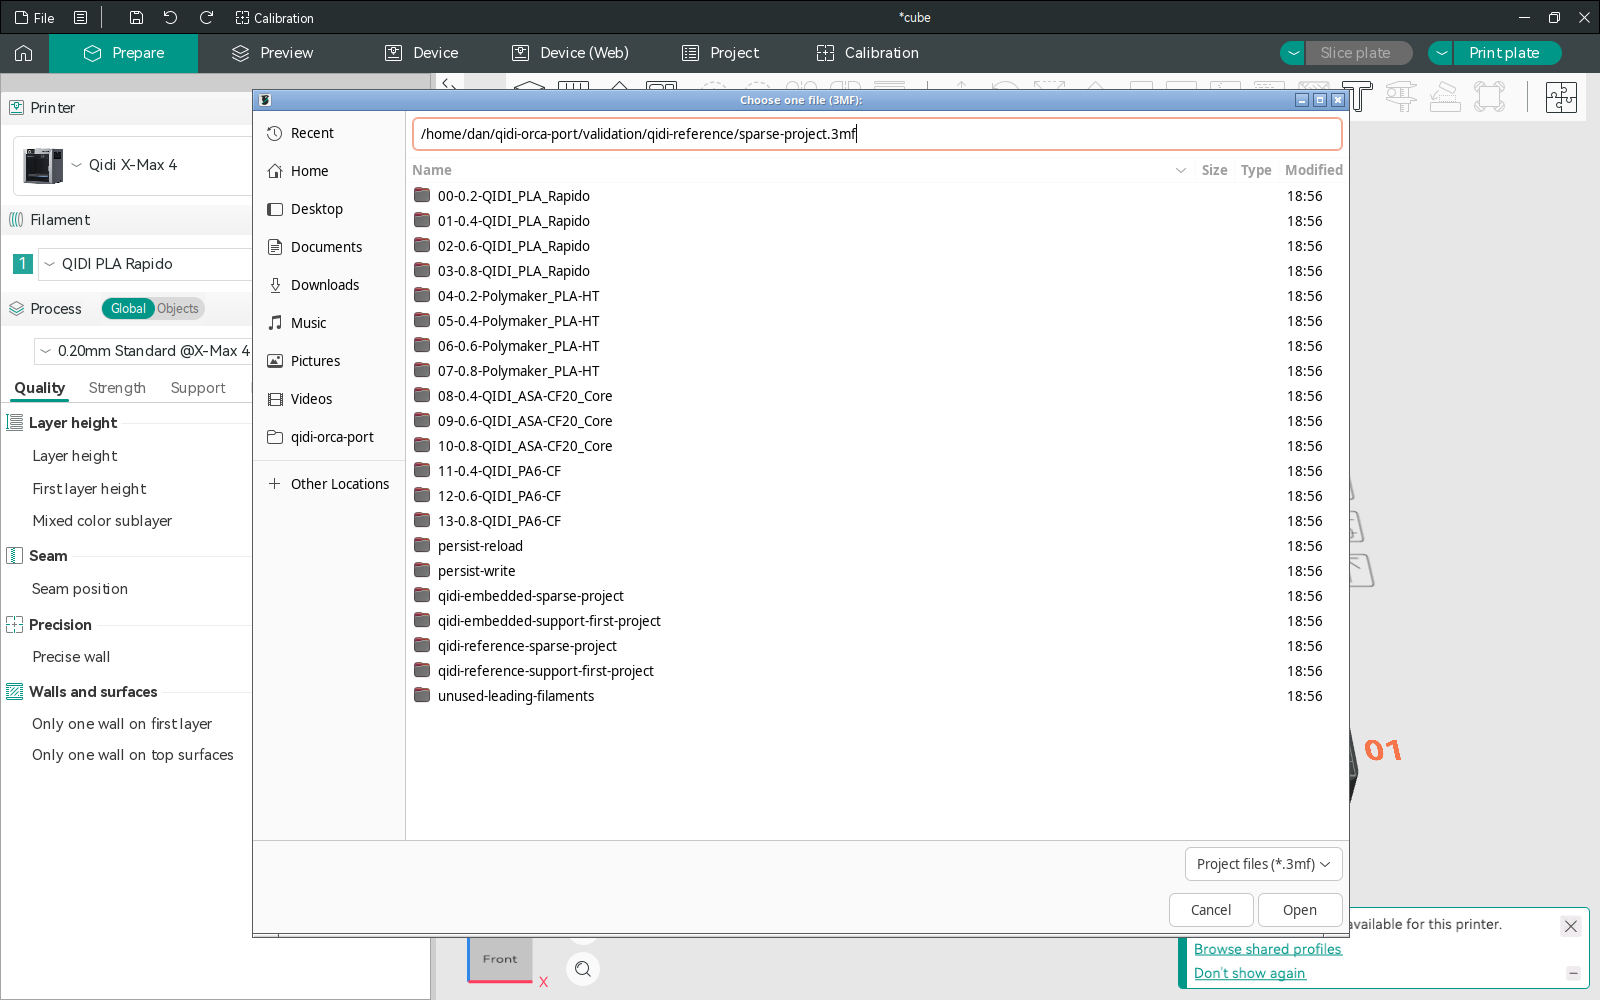 File
Calibration
*cube
Prepare
Preview
Device
Device (Web)
Project
Calibration
Slice plate
Print plate
Printer
Qidi X-Max 4
Filament
1
QIDI PLA Rapido
Process
Global
Objects
0.20mm Standard @X-Max 4
Quality
Strength
Support
Layer height
Layer height
First layer height
Mixed color sublayer
Seam
Seam position
Precision
Precise wall
Walls and surfaces
Only one wall on first layer
Only one wall on top surfaces
Choose one file (3MF):
Recent
Home
Desktop
Documents
Downloads
Music
Pictures
Videos
qidi-orca-port
Other Locations
/home/dan/qidi-orca-port/validation/qidi-reference/sparse-project.3mf
Name
Size
Type
Modified
00-0.2-QIDI_PLA_Rapido 18:56
01-0.4-QIDI_PLA_Rapido 18:56
02-0.6-QIDI_PLA_Rapido 18:56
03-0.8-QIDI_PLA_Rapido 18:56
04-0.2-Polymaker_PLA-HT 18:56
05-0.4-Polymaker_PLA-HT 18:56
06-0.6-Polymaker_PLA-HT 18:56
07-0.8-Polymaker_PLA-HT 18:56
08-0.4-QIDI_ASA-CF20_Core 18:56
09-0.6-QIDI_ASA-CF20_Core 18:56
10-0.8-QIDI_ASA-CF20_Core 18:56
11-0.4-QIDI_PA6-CF 18:56
12-0.6-QIDI_PA6-CF 18:56
13-0.8-QIDI_PA6-CF 18:56
persist-reload 18:56
persist-write 18:56
qidi-embedded-sparse-project 18:56
qidi-embedded-support-first-project 18:56
qidi-reference-sparse-project 18:56
qidi-reference-support-first-project 18:56
unused-leading-filaments 18:56
Project files (*.3mf)
Cancel
Open
01
Front
X
available for this printer.
Browse shared profiles
Don't show again